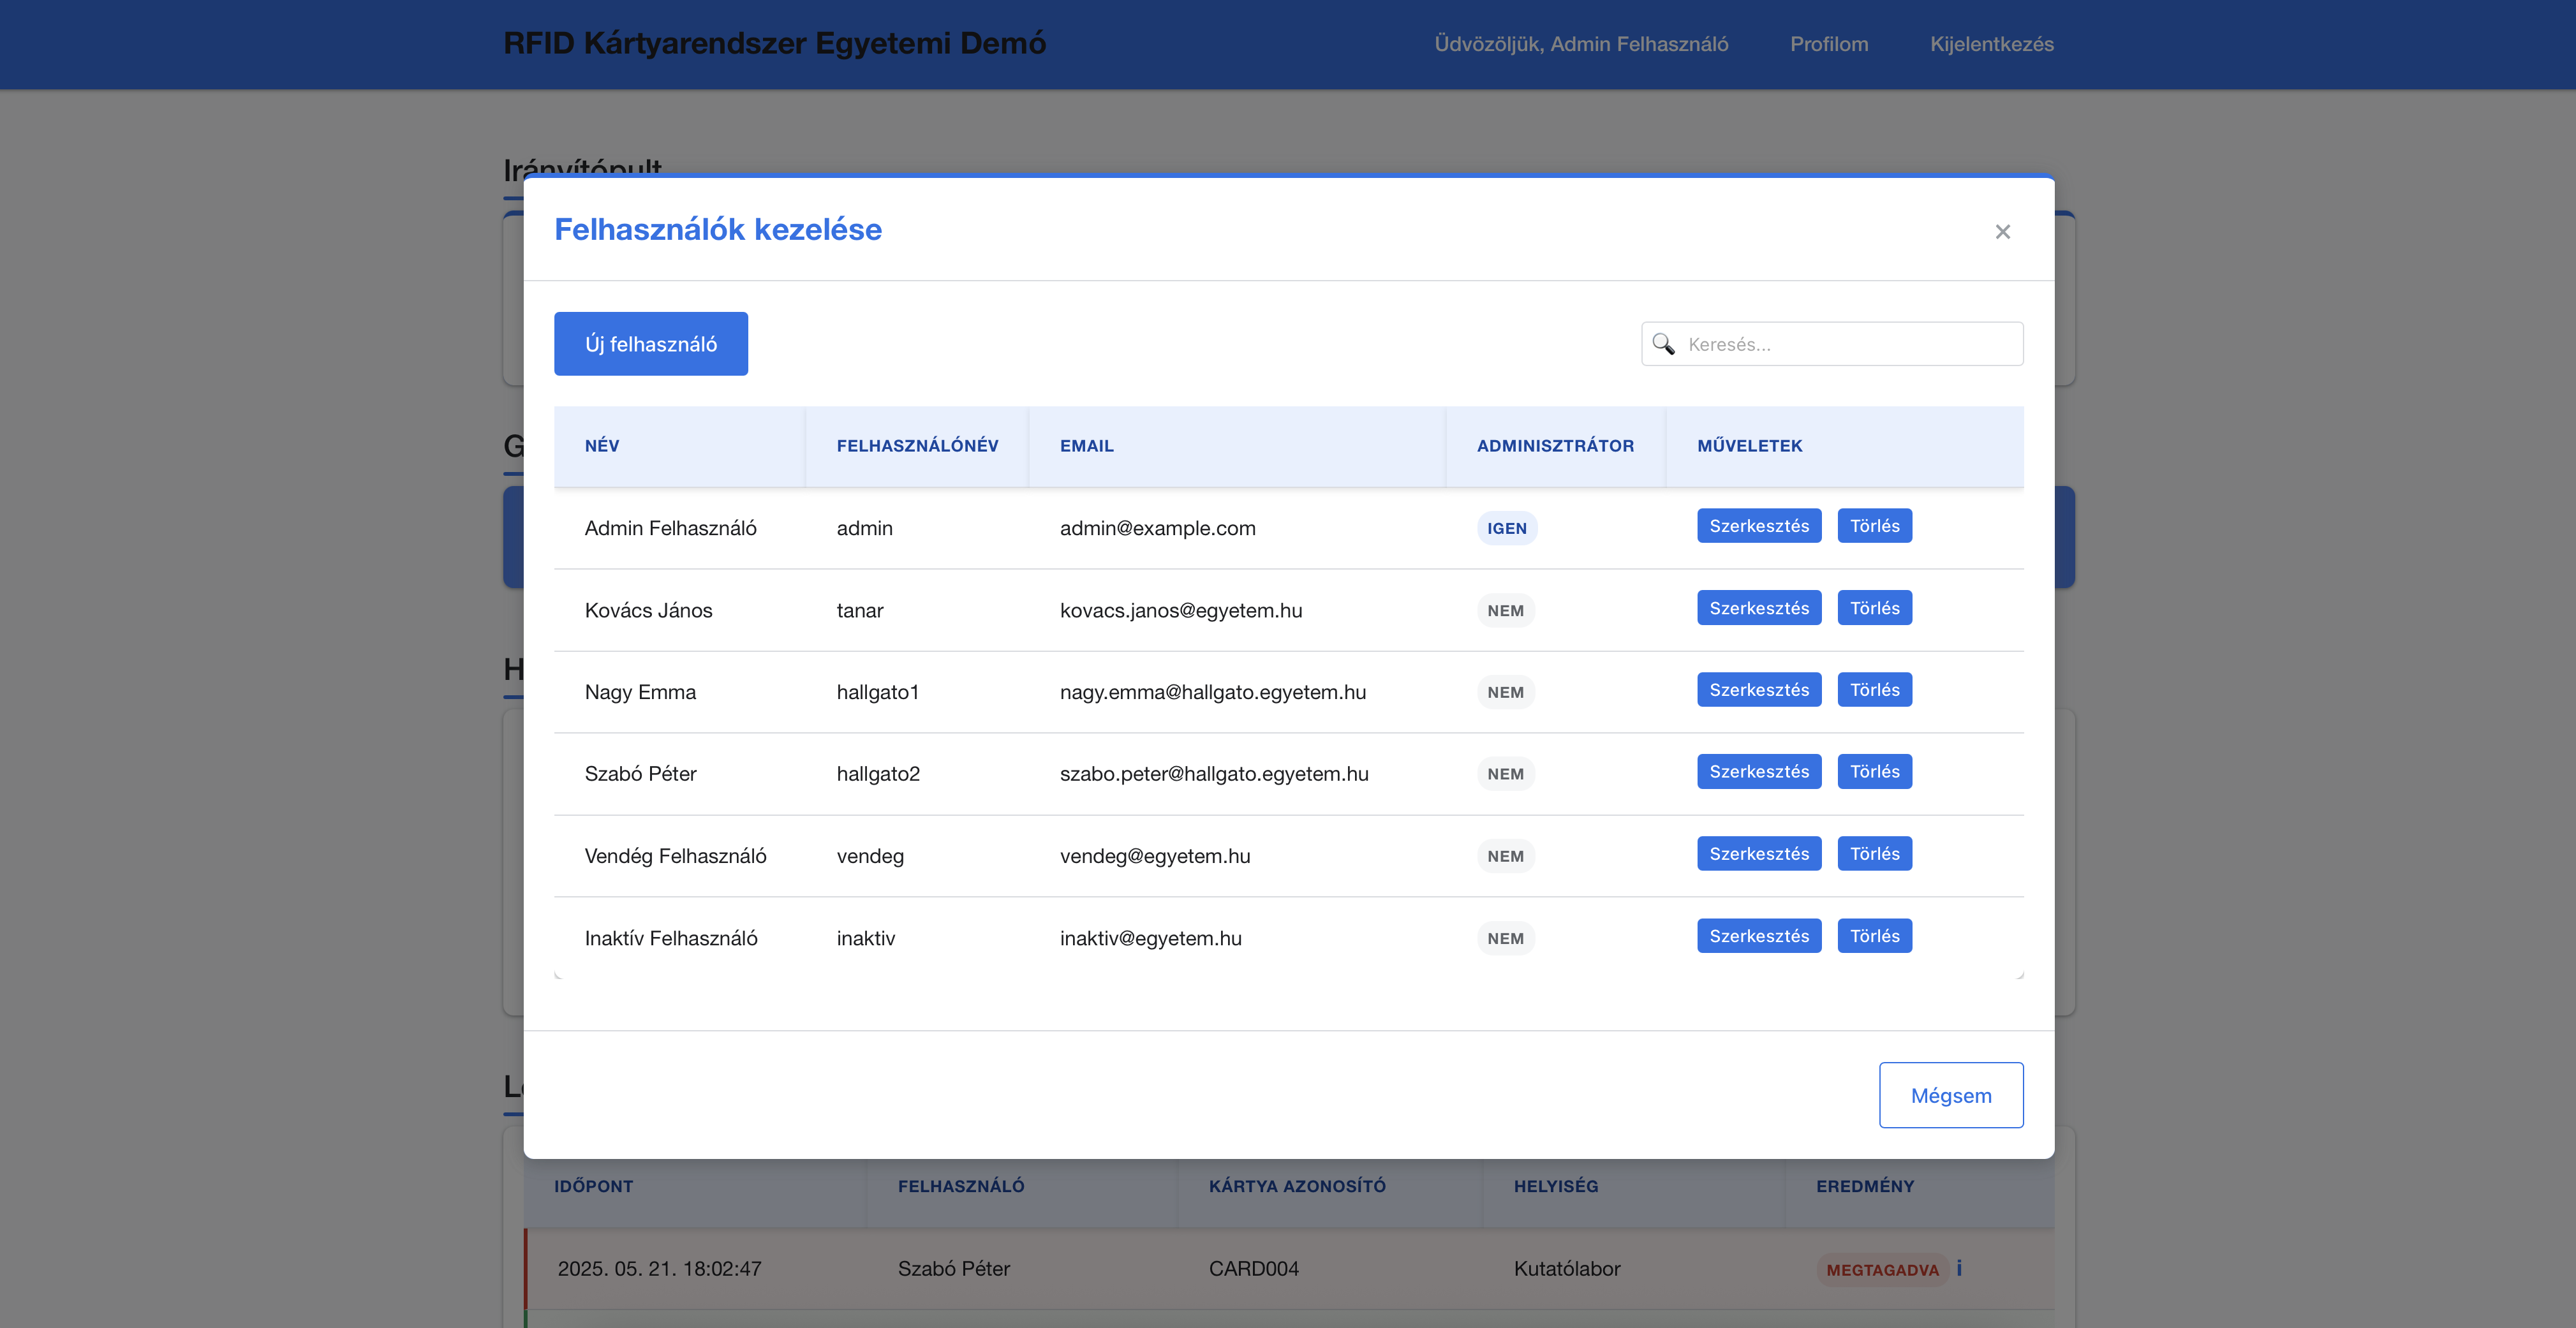 RFID Kártyarendszer Egyetemi Demó
Üdvözöljük, Admin Felhasználó Profilom Kijelentkezés
Irányítópult
Felhasználók kezelése ×
Új felhasználó
Keresés...
NÉV FELHASZNÁLÓNÉV EMAIL ADMINISZTRÁTOR MŰVELETEK
Admin Felhasználó admin admin@example.com IGEN Szerkesztés Törlés
Kovács János tanar kovacs.janos@egyetem.hu NEM Szerkesztés Törlés
Nagy Emma hallgato1 nagy.emma@hallgato.egyetem.hu NEM Szerkesztés Törlés
Szabó Péter hallgato2 szabo.peter@hallgato.egyetem.hu NEM Szerkesztés Törlés
Vendég Felhasználó vendeg vendeg@egyetem.hu NEM Szerkesztés Törlés
Inaktív Felhasználó inaktiv inaktiv@egyetem.hu NEM Szerkesztés Törlés
Mégsem
IDŐPONT FELHASZNÁLÓ KÁRTYA AZONOSÍTÓ HELYISÉG EREDMÉNY
2025. 05. 21. 18:02:47 Szabó Péter CARD004 Kutatólabor MEGTAGADVA i